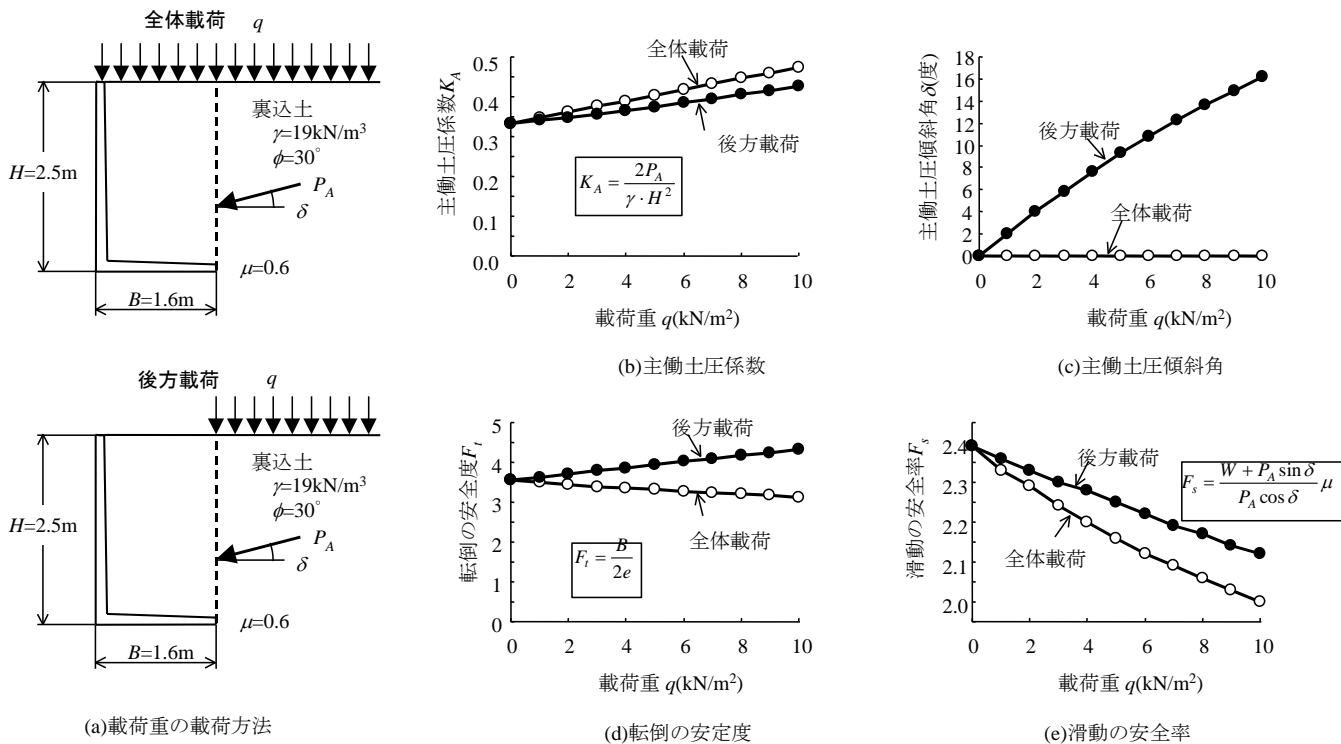 全体載荷 q
裏込土
γ=19kN/m³
ϕ=30°
H=2.5m
P_A
δ
μ=0.6
B=1.6m
後方載荷 q
裏込土
γ=19kN/m³
ϕ=30°
H=2.5m
P_A
δ
μ=0.6
B=1.6m
(a)載荷重の載荷方法
主働土圧係数K_A
0.5
0.4
0.3
0.2
0.1
0.0
全体載荷
後方載荷
K_A = 2P_A / γ·H²
0 2 4 6 8 10
載荷重 q(kN/m²)
(b)主働土圧係数
主働土圧傾斜角δ(度)
18
16
14
12
10
8
6
4
2
0
後方載荷
全体載荷
0 2 4 6 8 10
載荷重 q(kN/m²)
(c)主働土圧傾斜角
転倒の安全度F_t
5
4
3
2
1
0
後方載荷
全体載荷
F_t = B / 2e
0 2 4 6 8 10
載荷重 q(kN/m²)
(d)転倒の安定度
滑動の安全率F_s
2.4
2.3
2.2
2.1
2.0
後方載荷
全体載荷
F_s = (W + P_A sin δ) / (P_A cos δ) μ
0 2 4 6 8 10
載荷重 q(kN/m²)
(e)滑動の安全率